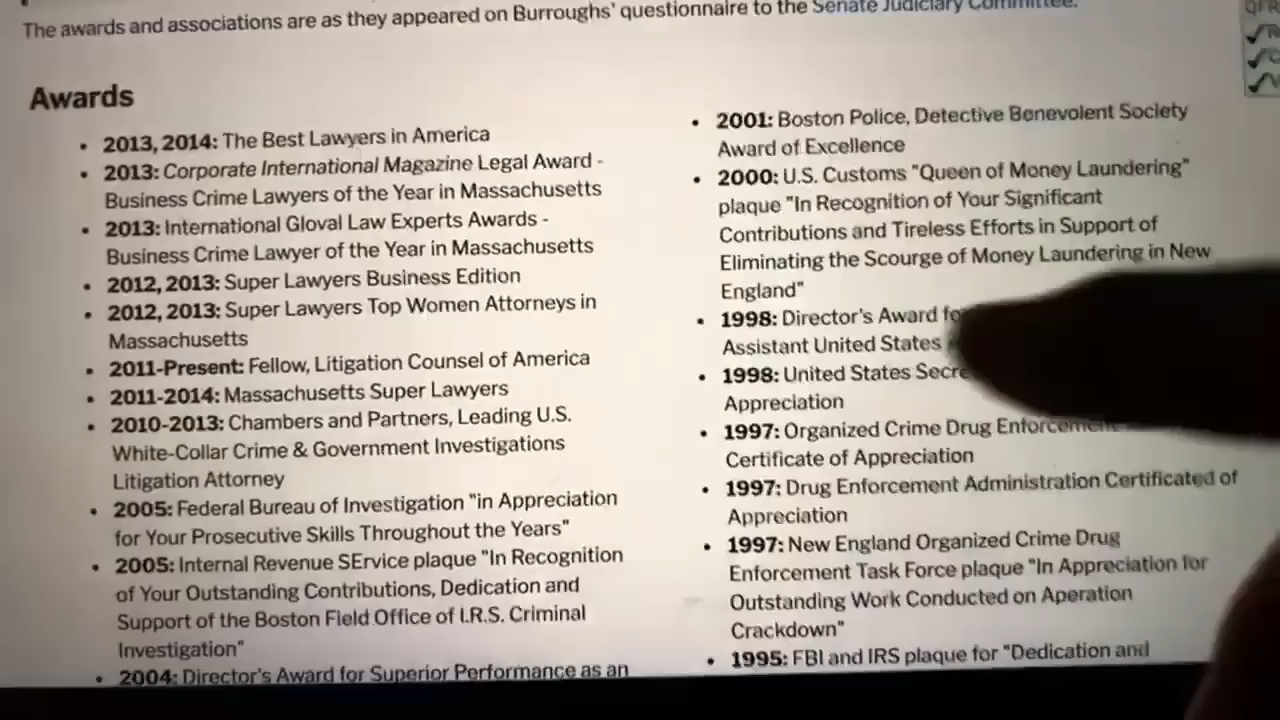 The awards and associations are as they appeared on Burroughs' questionnaire to the Senate Judiciary Committee.
Awards
• 2013, 2014: The Best Lawyers in America
• 2013: Corporate International Magazine Legal Award -
Business Crime Lawyers of the Year in Massachusetts
• 2013: International Gloval Law Experts Awards -
Business Crime Lawyer of the Year in Massachusetts
• 2012, 2013: Super Lawyers Business Edition
• 2012, 2013: Super Lawyers Top Women Attorneys in
Massachusetts
• 2011-Present: Fellow, Litigation Counsel of America
• 2011-2014: Massachusetts Super Lawyers
• 2010-2013: Chambers and Partners, Leading U.S.
White-Collar Crime & Government Investigations
Litigation Attorney
• 2005: Federal Bureau of Investigation "in Appreciation
for Your Prosecutive Skills Throughout the Years"
• 2005: Internal Revenue SErvice plaque "In Recognition
of Your Outstanding Contributions, Dedication and
Support of the Boston Field Office of I.R.S. Criminal
Investigation"
• 2004: Director's Award for Superior Performance as an
• 2001: Boston Police, Detective Benevolent Society
Award of Excellence
• 2000: U.S. Customs "Queen of Money Laundering"
plaque "In Recognition of Your Significant
Contributions and Tireless Efforts in Support of
Eliminating the Scourge of Money Laundering in New
England"
• 1998: Director's Award
Assistant United States
• 1998: United States
Appreciation
• 1997: Organized Crime Drug Enforcement
Certificate of Appreciation
• 1997: Drug Enforcement Administration Certificated of
Appreciation
• 1997: New England Organized Crime Drug
Enforcement Task Force plaque "In Appreciation for
Outstanding Work Conducted on Aperation
Crackdown"
• 1995: FBI and IRS plaque for "Dedication and